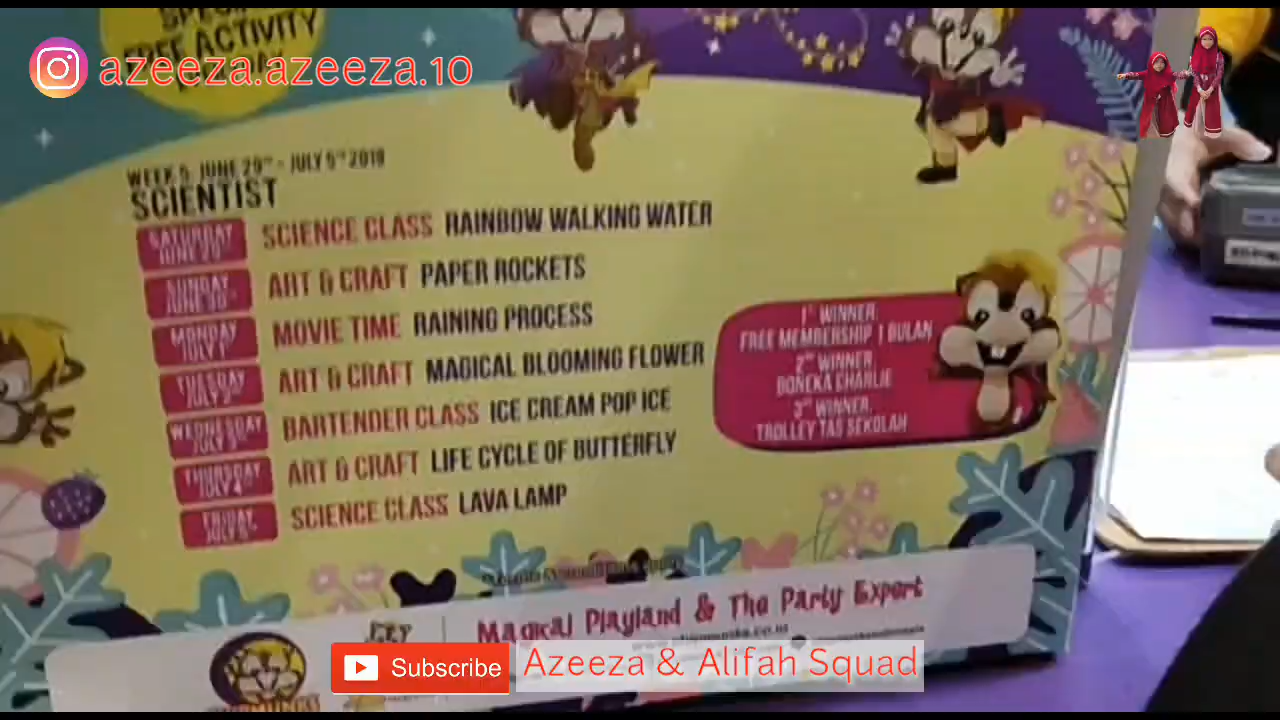 SPECIAL
FREE ACTIVITY
azeeza.azeeza.10
WEEK 5, JUNE 29TH - JULY 5TH 2019
SCIENTIST
SATURDAY
JUNE 29
SCIENCE CLASS RAINBOW WALKING WATER
SUNDAY
JUNE 30
ART & CRAFT PAPER ROCKETS
MONDAY
JULY 1
MOVIE TIME RAINING PROCESS
TUESDAY
JULY 2
ART & CRAFT MAGICAL BLOOMING FLOWER
WEDNESDAY
JULY 3
BARTENDER CLASS ICE CREAM POP ICE
THURSDAY
JULY 4TH
ART & CRAFT LIFE CYCLE OF BUTTERFLY
FRIDAY
JULY 5
SCIENCE CLASS LAVA LAMP
1ST WINNER:
FREE MEMBERSHIP 1 BULAN
2ND WINNER:
BONEKA CHARLIE
3RD WINNER:
TROLLEY TAS SEKOLAH
Magical Playland & The Party Expert
Subscribe
Azeeza & Alifah Squad